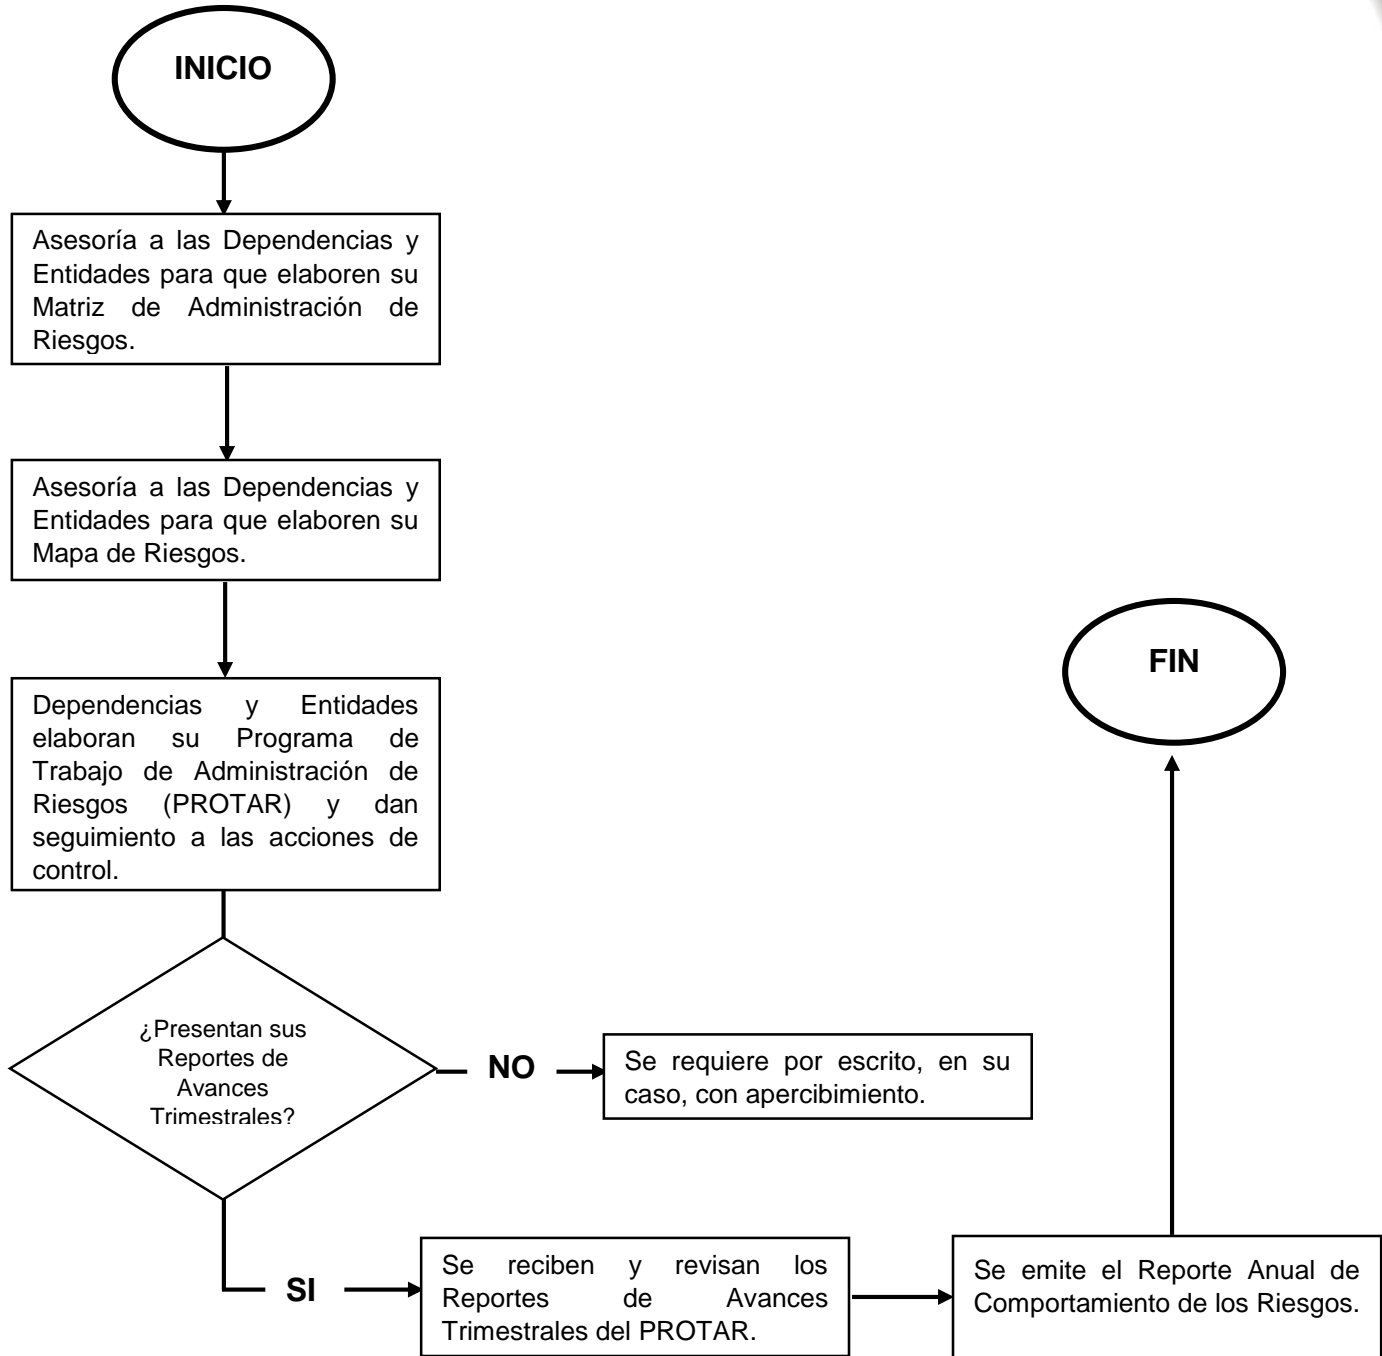 INICIO
Asesoría a las Dependencias y
Entidades para que elaboren su
Matriz de Administración de
Riesgos.
Asesoría a las Dependencias y
Entidades para que elaboren su
Mapa de Riesgos.
Dependencias y Entidades
elaboran su Programa de
Trabajo de Administración de
Riesgos (PROTAR) y dan
seguimiento a las acciones de
control.
¿Presentan sus
Reportes de
Avances
Trimestrales?
NO
Se requiere por escrito, en su
caso, con apercibimiento.
SI
Se reciben y revisan los
Reportes de Avances
Trimestrales del PROTAR.
Se emite el Reporte Anual de
Comportamiento de los Riesgos.
FIN